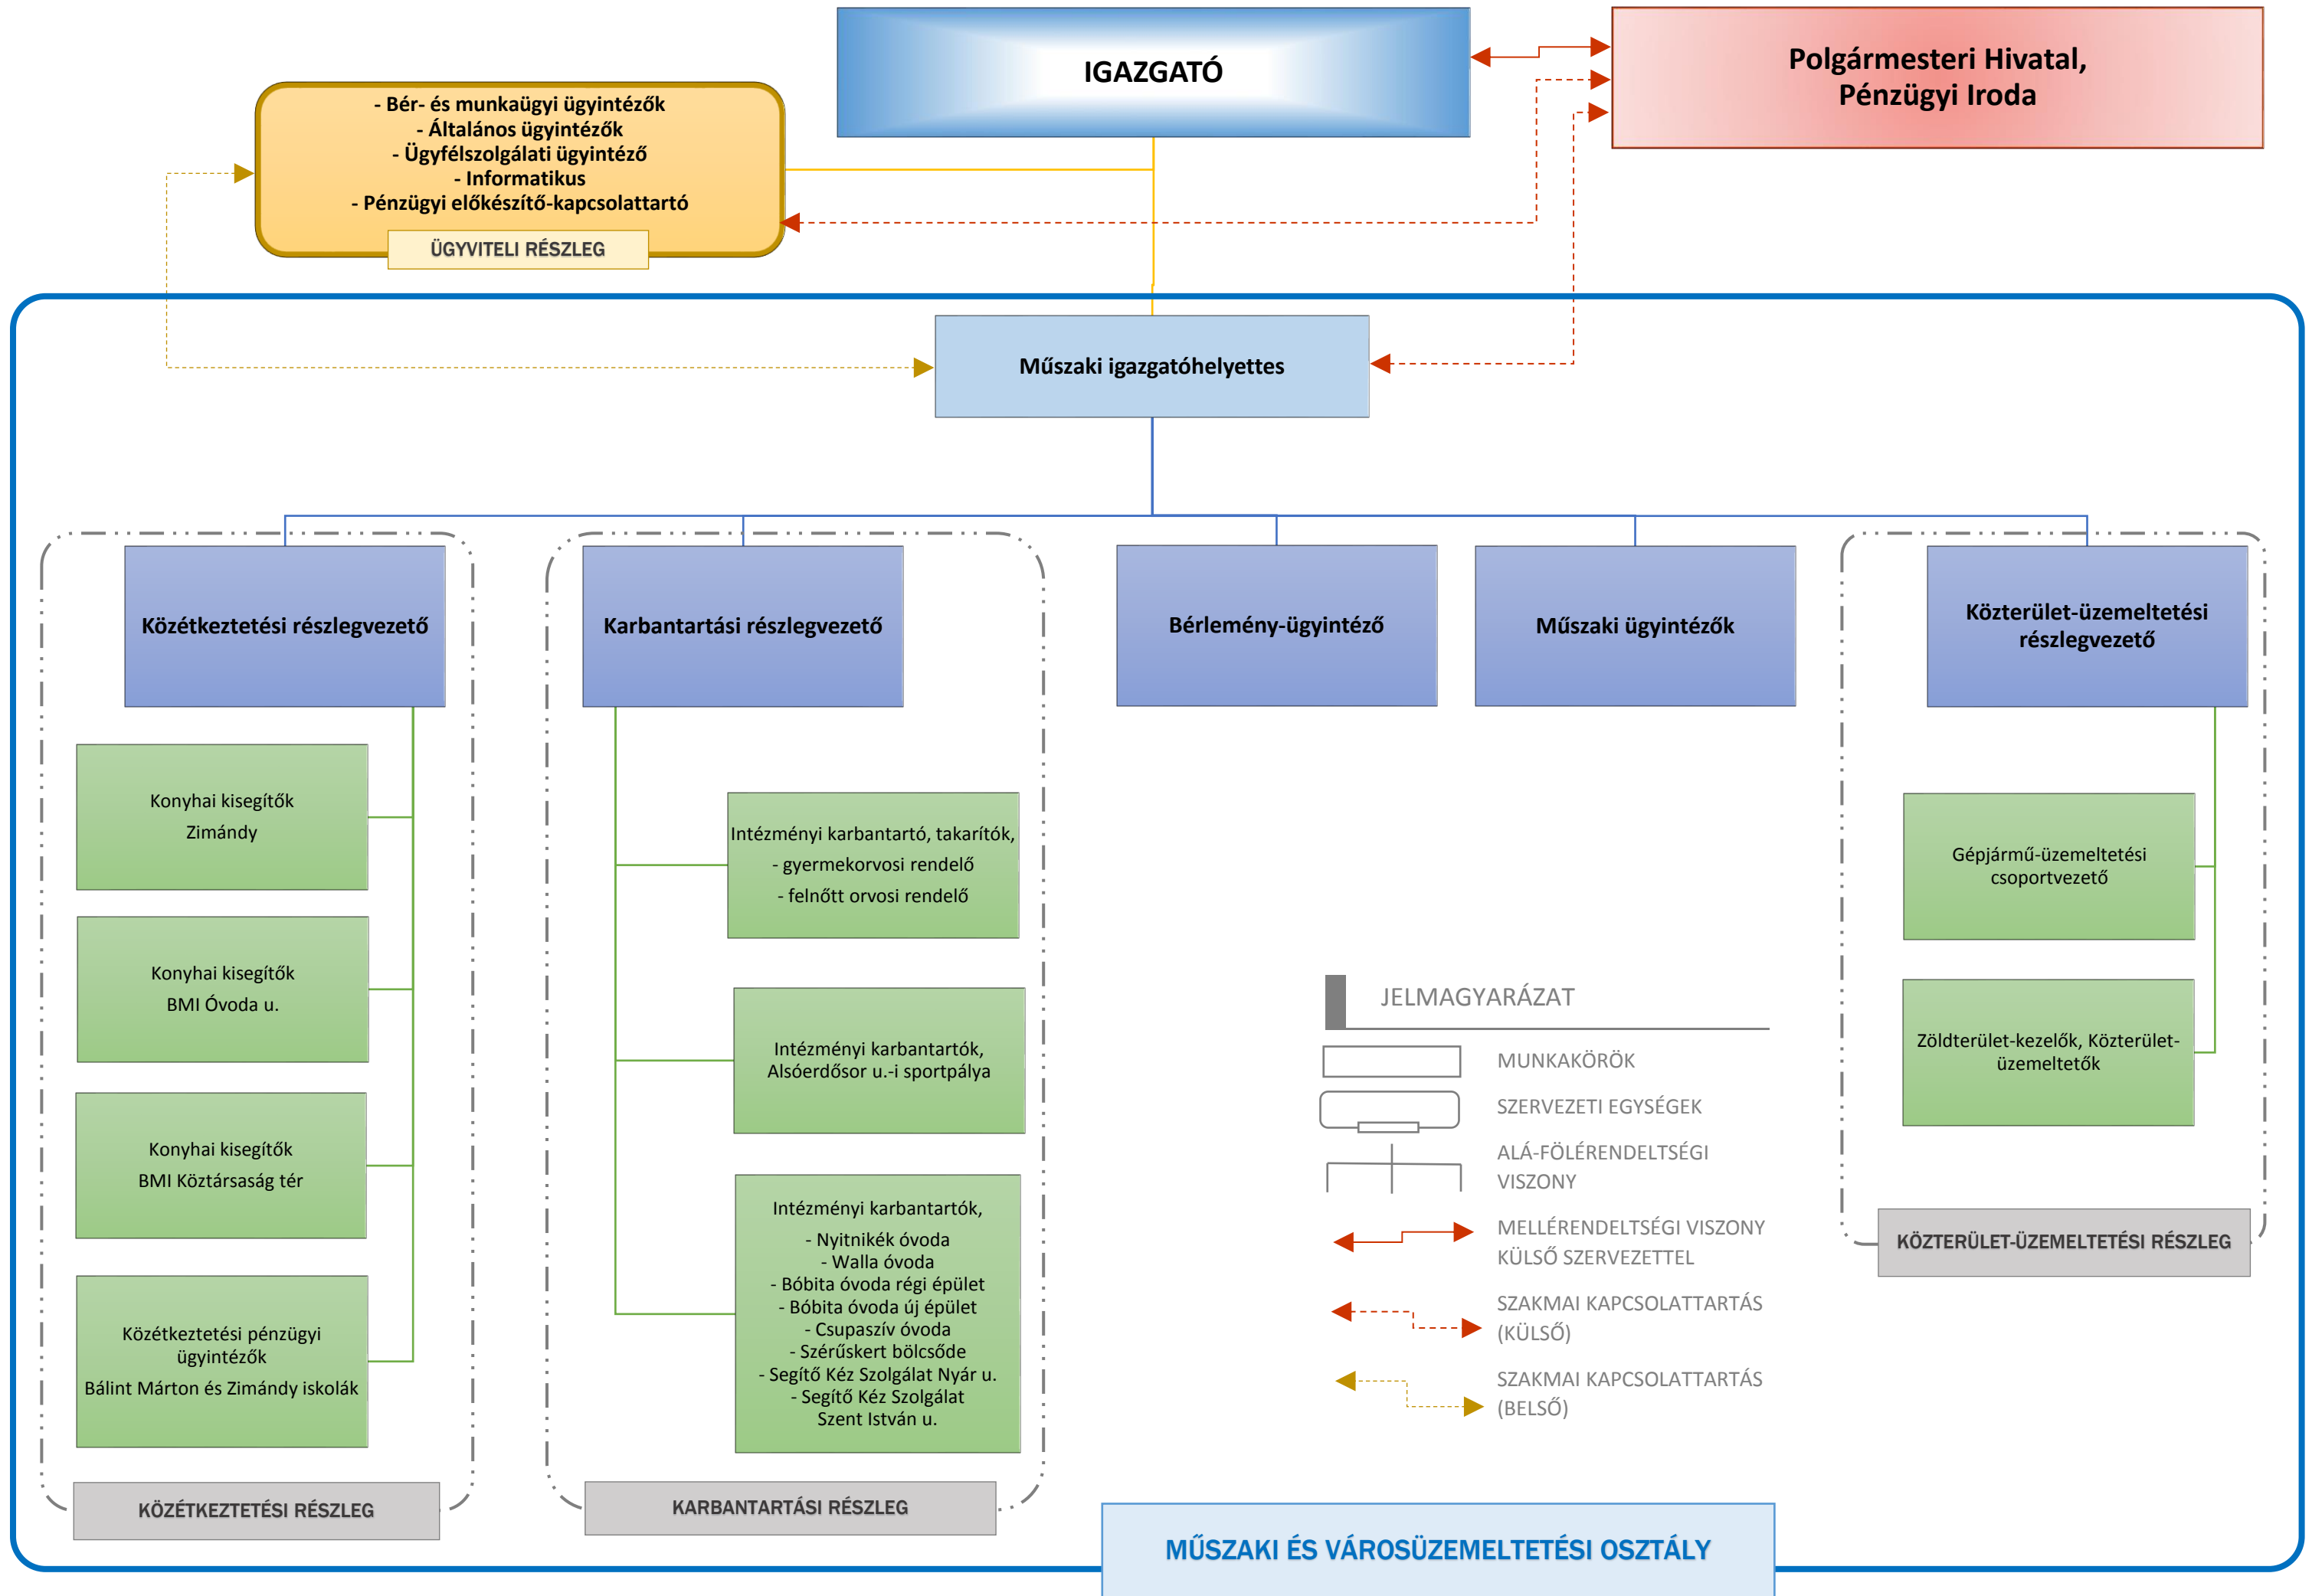 IGAZGATÓ
Polgármesteri Hivatal,
Pénzügyi Iroda
- Bér- és munkaügyi ügyintézők
- Általános ügyintézők
- Ügyfélszolgálati ügyintéző
- Informatikus
- Pénzügyi előkészítő-kapcsolattartó
ÜGYVITELI RÉSZLEG
Műszaki igazgatóhelyettes
Közétkeztetési részlegvezető
Karbantartási részlegvezető
Bérlemény-ügyintéző
Műszaki ügyintézők
Közterület-üzemeltetési
részlegvezető
Konyhai kisegítők
Zimándy
Konyhai kisegítők
BMI Óvoda u.
Konyhai kisegítők
BMI Köztársaság tér
Közétkeztetési pénzügyi
ügyintézők
Bálint Márton és Zimándy iskolák
KÖZÉTKEZTETÉSI RÉSZLEG
Intézményi karbantartó, takarítók,
- gyermekorvosi rendelő
- felnőtt orvosi rendelő
Intézményi karbantartók,
Alsóerdősor u.-i sportpálya
Intézményi karbantartók,
- Nyitnikék óvoda
- Walla óvoda
- Bóbita óvoda régi épület
- Bóbita óvoda új épület
- Csupaszív óvoda
- Szérűskert bölcsőde
- Segítő Kéz Szolgálat Nyár u.
- Segítő Kéz Szolgálat
Szent István u.
KARBANTARTÁSI RÉSZLEG
JELMAGYARÁZAT
MUNKAKÖRÖK
SZERVEZETI EGYSÉGEK
ALÁ-FÖLÉRENDELTSÉGI
VISZONY
MELLÉRENDELTSÉGI VISZONY
KÜLSŐ SZERVEZETTEL
SZAKMAI KAPCSOLATTARTÁS
(KÜLSŐ)
SZAKMAI KAPCSOLATTARTÁS
(BELSŐ)
Gépjármű-üzemeltetési
csoportvezető
Zöldterület-kezelők, Közterület-
üzemeltetők
KÖZTERÜLET-ÜZEMELTETÉSI RÉSZLEG
MŰSZAKI ÉS VÁROSÜZEMELTETÉSI OSZTÁLY